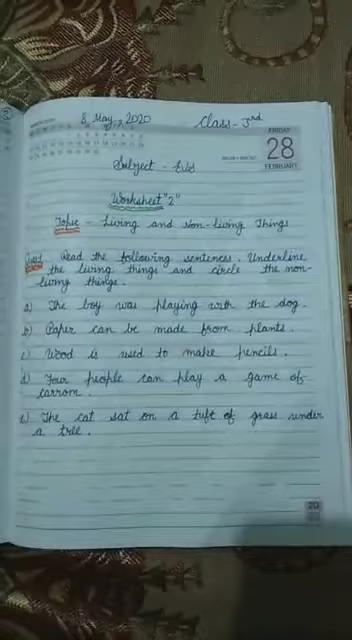 8 May, 2020 Class - 3rd
FRIDAY
28
FEBRUARY
Subject - EVS
Worksheet "2"
Topic - Living and Non-living Things
Read the following sentences. Underline
the living things and circle the non-
living things.
a) The boy was playing with the dog.
b) Paper can be made from plants.
c) Wood is used to make pencils.
d) Four people can play a game of
carrom.
e) The cat sat on a tuft of grass under
a tree.